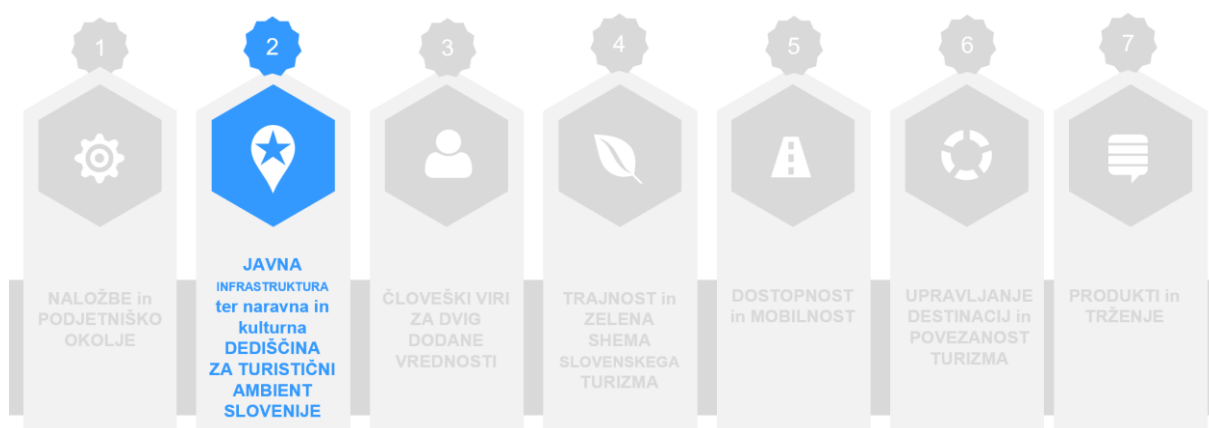 1
2
3
4
5
6
7
NALOŽBE in
PODJETNIŠKO
OKOLJE
JAVNA
INFRASTRUKTURA
ter naravna in
kulturna
DEDIŠČINA
ZA TURISTIČNI
AMBIENT
SLOVENIJE
ČLOVEŠKI VIRI
ZA DVIG
DODANE
VREDNOSTI
TRAJNOST in
ZELENA
SHEMA
SLOVENSKEGA
TURIZMA
DOSTOPNOST
in MOBILNOST
UPRAVLJANJE
DESTINACIJ in
POVEZANOST
TURIZMA
PRODUKTI in
TRŽENJE